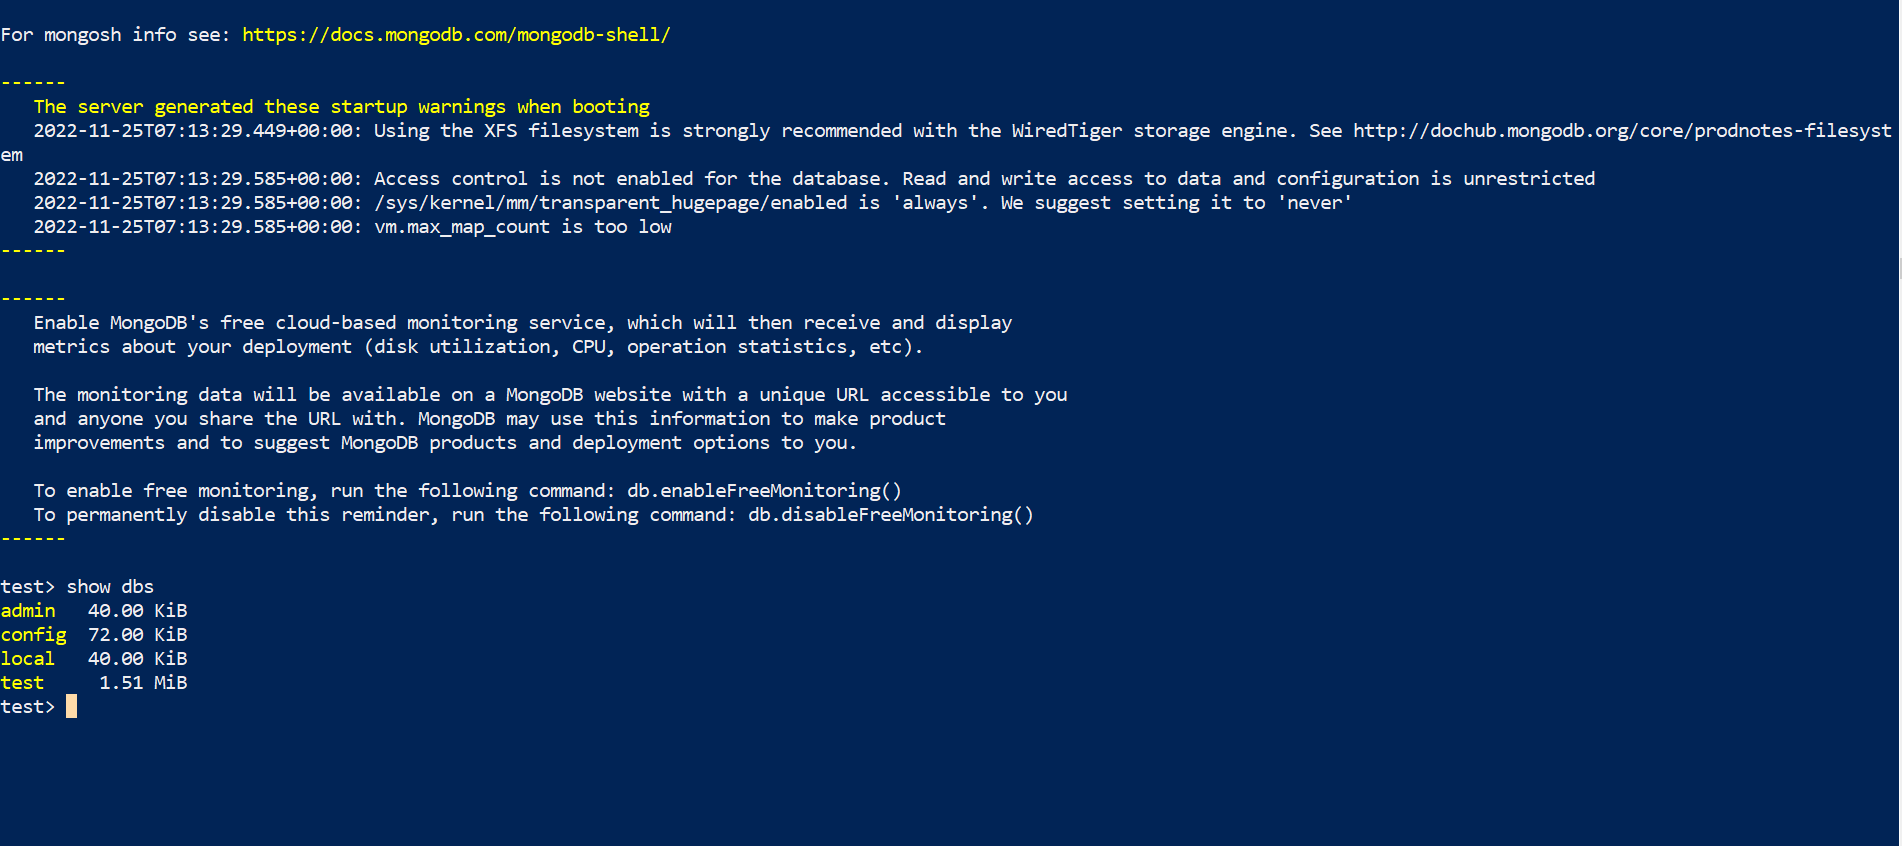 For mongosh info see: https://docs.mongodb.com/mongodb-shell/
------
The server generated these startup warnings when booting
2022-11-25T07:13:29.449+00:00: Using the XFS filesystem is strongly recommended with the WiredTiger storage engine. See http://dochub.mongodb.org/core/prodnotes-filesyst
em
2022-11-25T07:13:29.585+00:00: Access control is not enabled for the database. Read and write access to data and configuration is unrestricted
2022-11-25T07:13:29.585+00:00: /sys/kernel/mm/transparent_hugepage/enabled is 'always'. We suggest setting it to 'never'
2022-11-25T07:13:29.585+00:00: vm.max_map_count is too low
------
------
Enable MongoDB's free cloud-based monitoring service, which will then receive and display
metrics about your deployment (disk utilization, CPU, operation statistics, etc).
The monitoring data will be available on a MongoDB website with a unique URL accessible to you
and anyone you share the URL with. MongoDB may use this information to make product
improvements and to suggest MongoDB products and deployment options to you.
To enable free monitoring, run the following command: db.enableFreeMonitoring()
To permanently disable this reminder, run the following command: db.disableFreeMonitoring()
------
test> show dbs
admin 40.00 KiB
config 72.00 KiB
local 40.00 KiB
test 1.51 MiB
test>